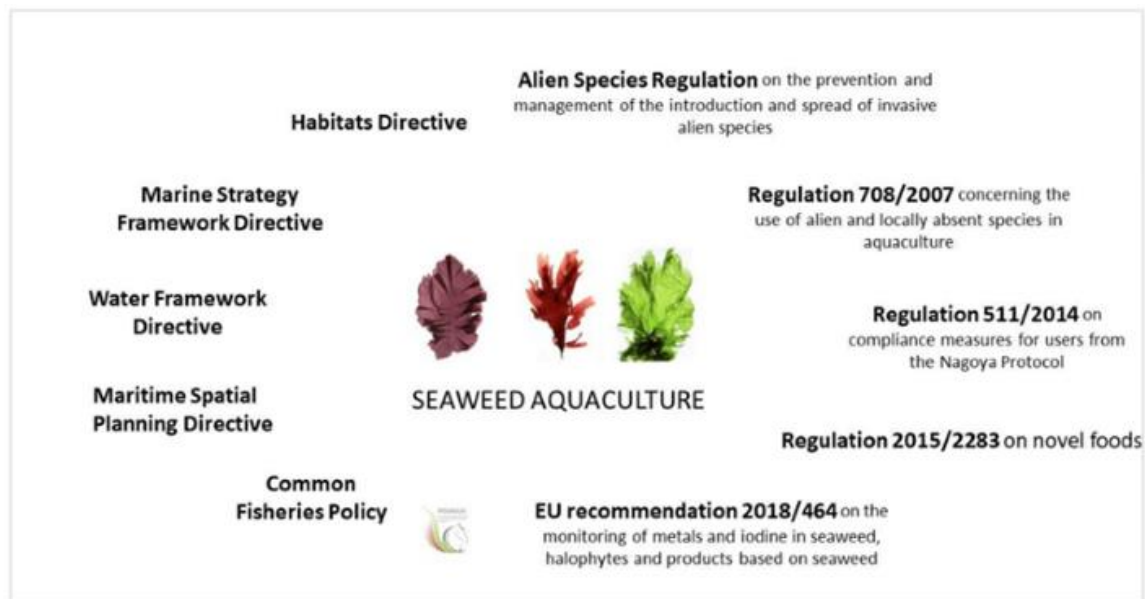 Alien Species Regulation on the prevention and
management of the introduction and spread of invasive
alien species
Habitats Directive
Marine Strategy
Framework Directive
Regulation 708/2007 concerning the
use of alien and locally absent species in
aquaculture
Water Framework
Directive
Regulation 511/2014 on
compliance measures for users from
the Nagoya Protocol
Maritime Spatial
Planning Directive
SEAWEED AQUACULTURE
Regulation 2015/2283 on novel foods
Common
Fisheries Policy
EU recommendation 2018/464 on the
monitoring of metals and iodine in seaweed,
halophytes and products based on seaweed